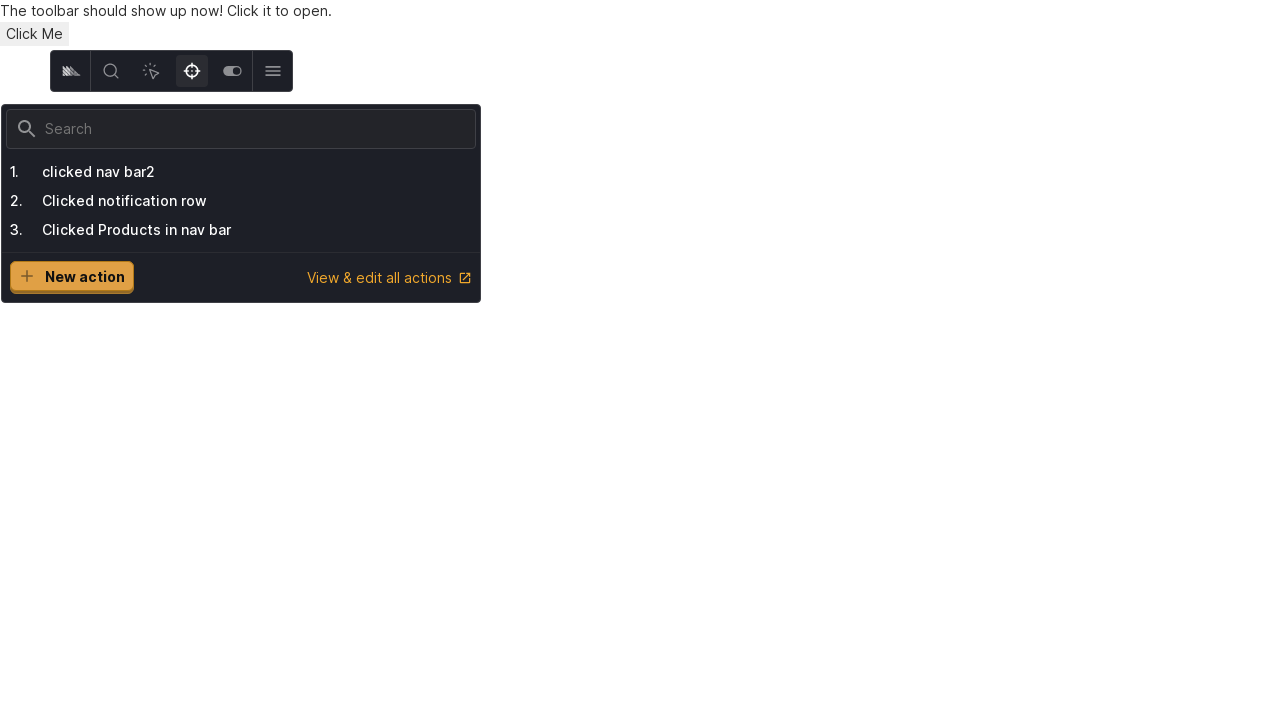 The toolbar should show up now! Click it to open.
Click Me
Search
1. clicked nav bar2
2. Clicked notification row
3. Clicked Products in nav bar
New action
View & edit all actions